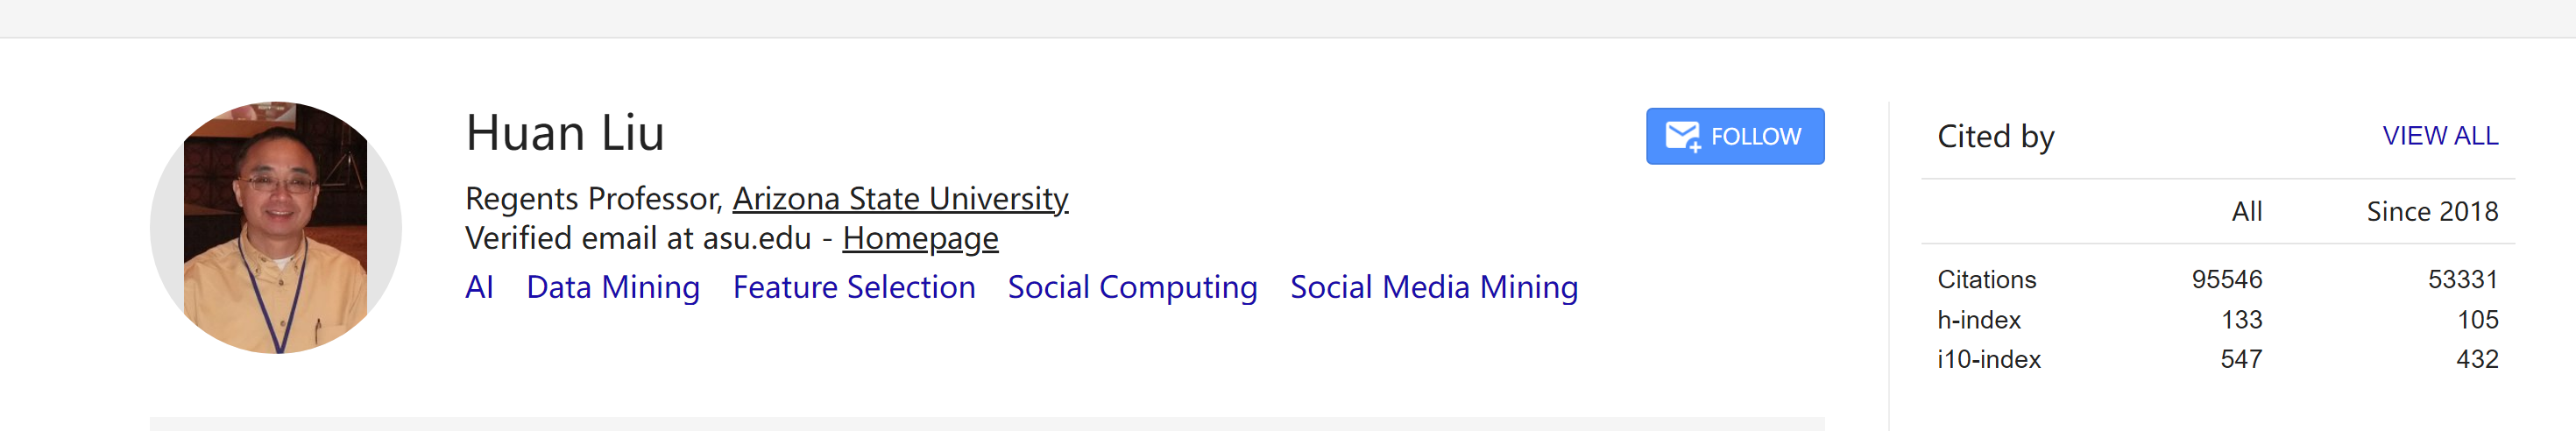 Huan Liu
FOLLOW
Regents Professor, Arizona State University
Verified email at asu.edu - Homepage
AI Data Mining Feature Selection Social Computing Social Media Mining
Cited by VIEW ALL
All Since 2018
Citations 95546 53331
h-index 133 105
i10-index 547 432